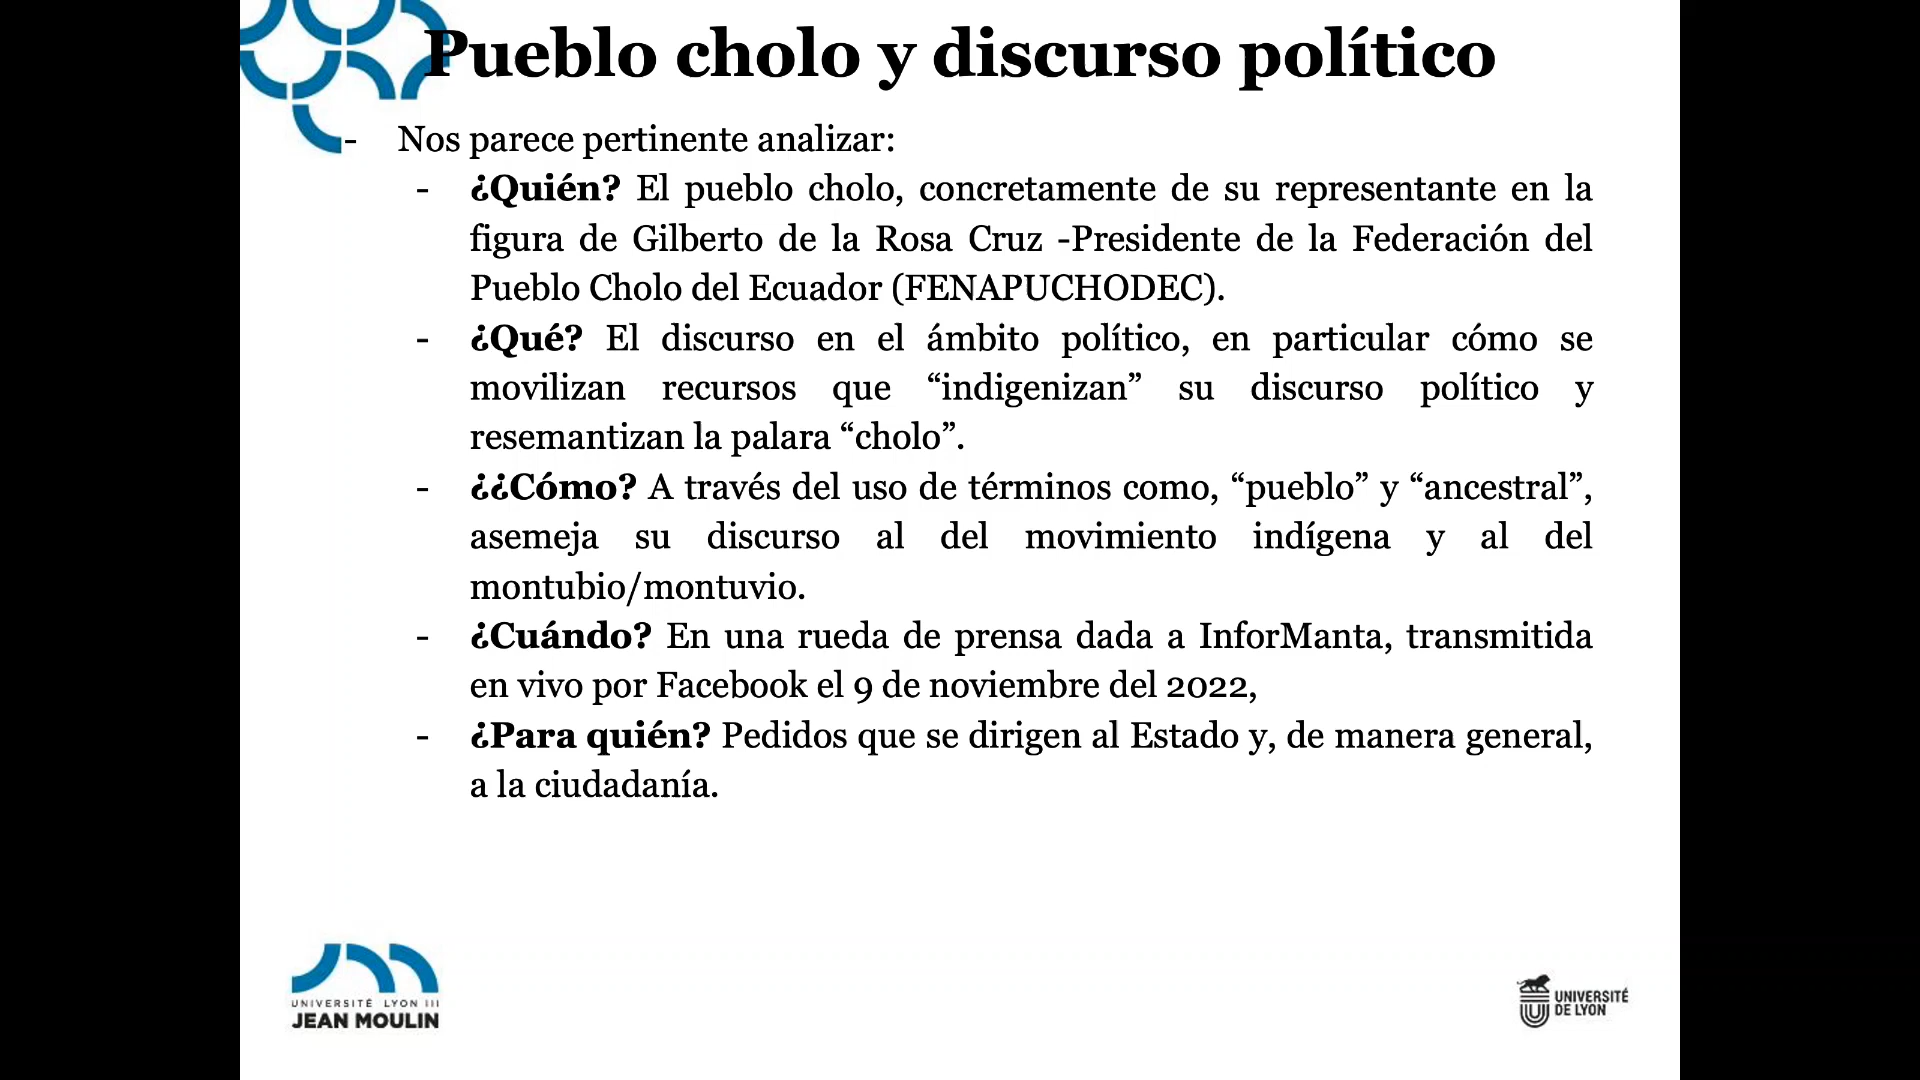 Pueblo cholo y discurso político
- Nos parece pertinente analizar:
- ¿Quién? El pueblo cholo, concretamente de su representante en la
figura de Gilberto de la Rosa Cruz -Presidente de la Federación del
Pueblo Cholo del Ecuador (FENAPUCHODEC).
- ¿Qué? El discurso en el ámbito político, en particular cómo se
movilizan recursos que “indigenizan” su discurso político y
resemantizan la palara “cholo”.
- ¿¿Cómo? A través del uso de términos como, “pueblo” y “ancestral”,
asemeja su discurso al del movimiento indígena y al del
montubio/montuvio.
- ¿Cuándo? En una rueda de prensa dada a InforManta, transmitida
en vivo por Facebook el 9 de noviembre del 2022,
- ¿Para quién? Pedidos que se dirigen al Estado y, de manera general,
a la ciudadanía.
UNIVERSITÉ LYON III
JEAN MOULIN
UNIVERSITÉ
DE LYON